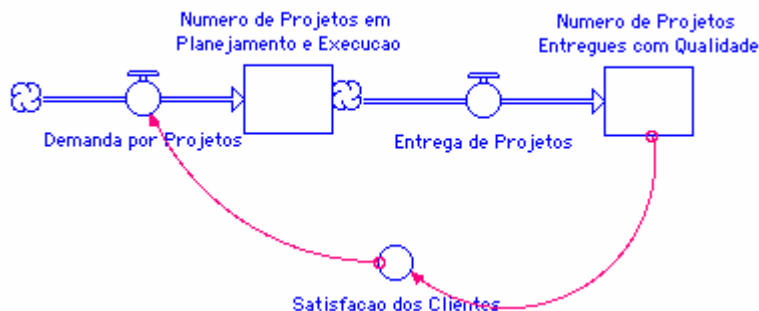 Numero de Projetos em
Planejamento e Execucao
Numero de Projetos
Entregues com Qualidade
Demanda por Projetos
Entrega de Projetos
Satisfacao dos Clientes